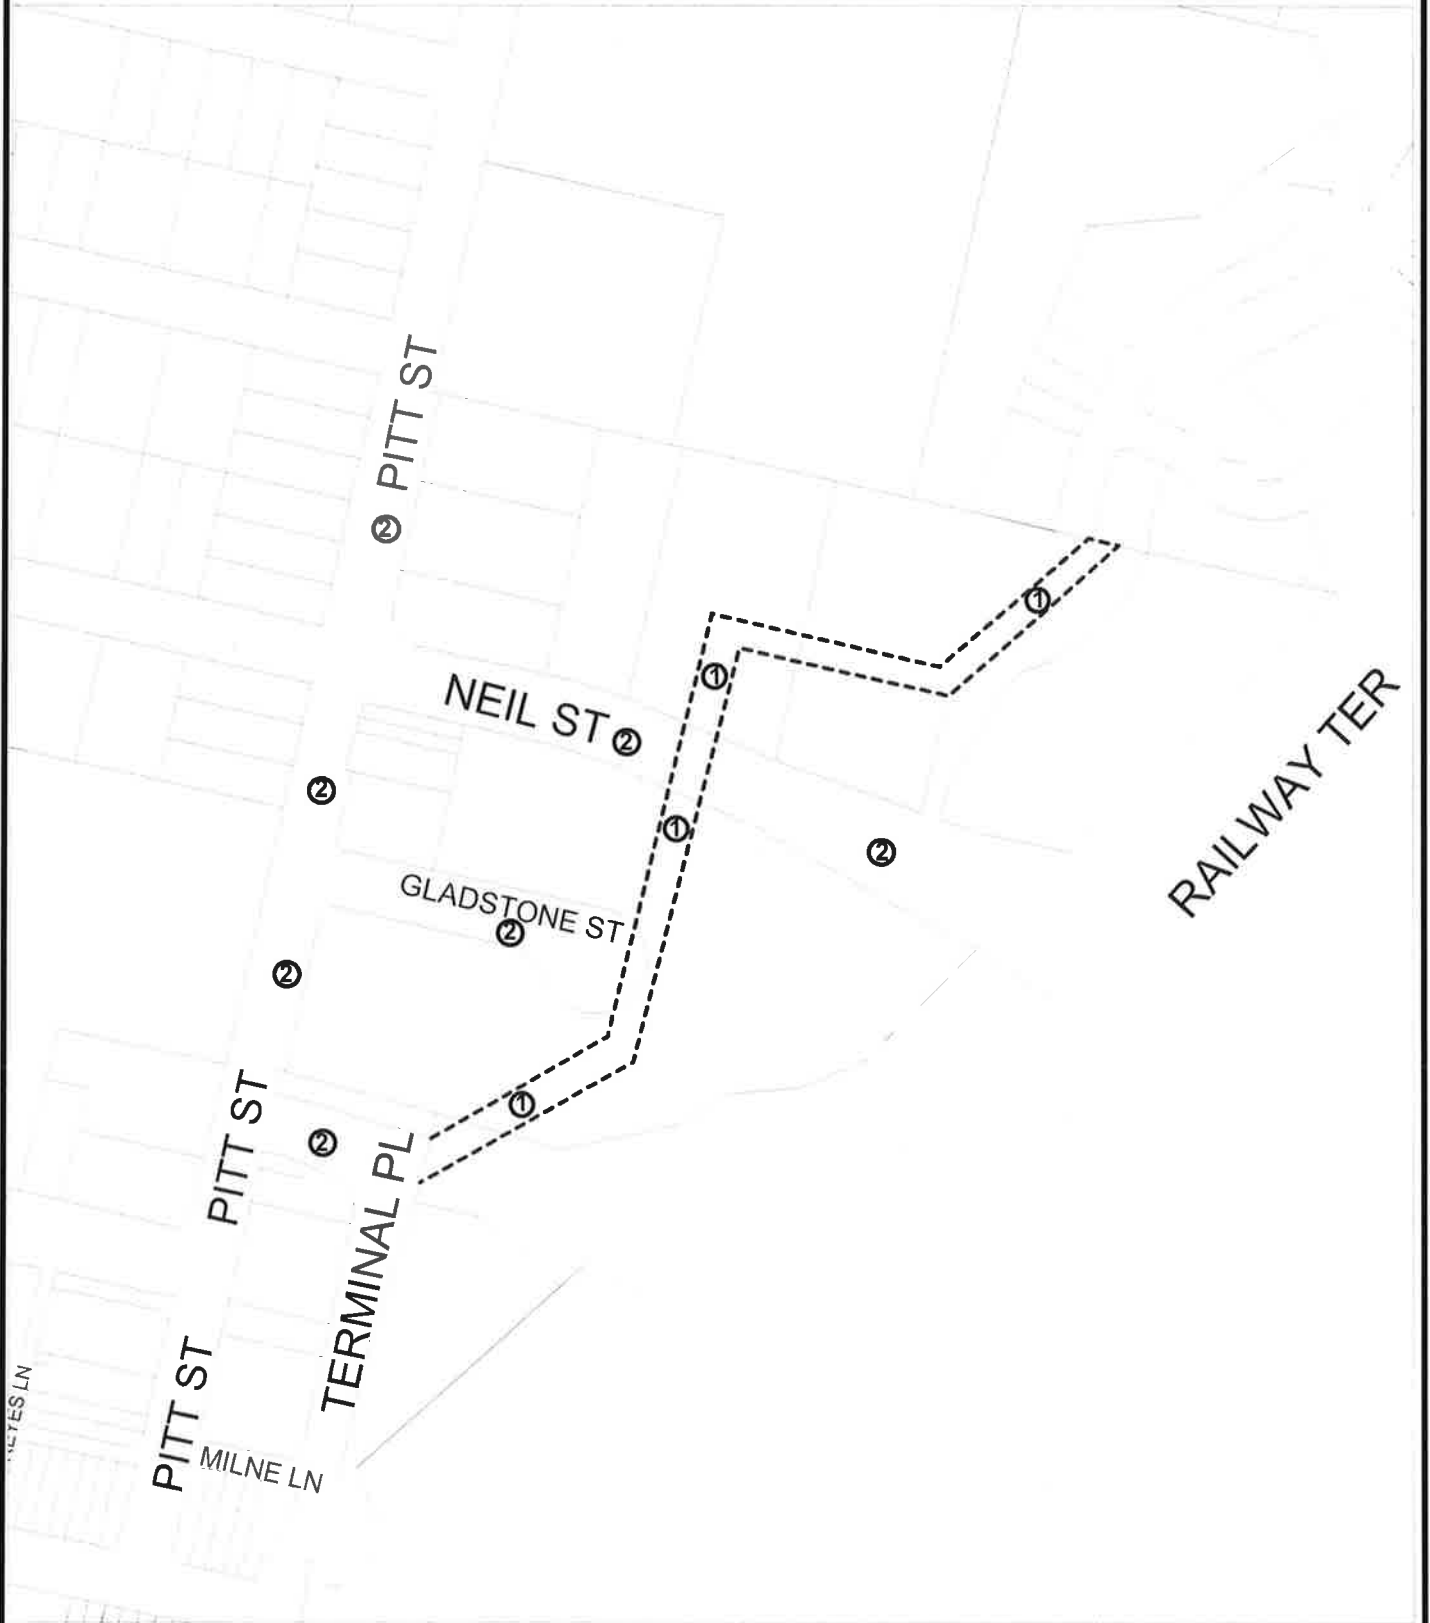 PITT ST
②
①
①
NEIL ST ②
②
①
②
GLADSTONE ST
②
②
RAILWAY TER
PITT ST
①
②
TERMINAL PL
PITT ST
MILNE LN